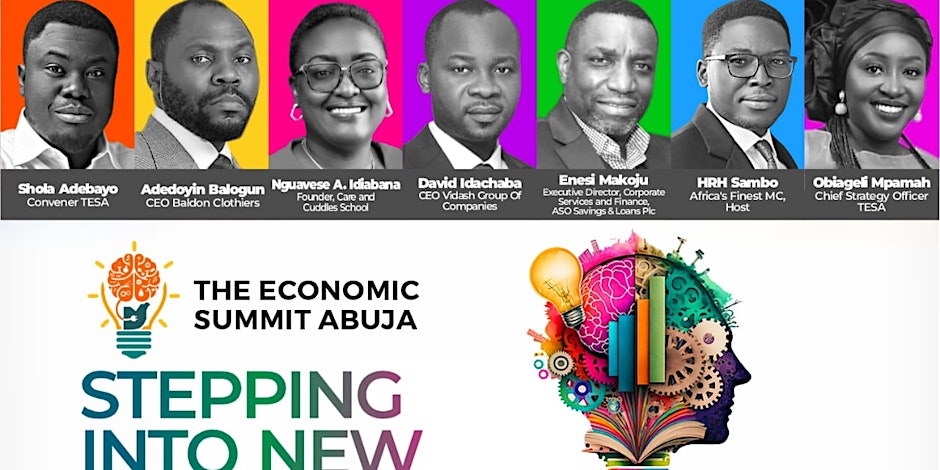 Shola Adebayo
Convener TESA
Adedoyin Balogun
CEO Baldon Clothiers
Nguavese A. Idiabana
Founder, Care and
Cuddles School
David Idachaba
CEO Vidash Group Of
Companies
Enesi Makoju
Executive Director, Corporate
Services and Finance,
ASO Savings & Loans Plc
HRH Sambo
Africa's Finest MC,
Host
Obiageli Mpamah
Chief Strategy Officer
TESA
THE ECONOMIC
SUMMIT ABUJA
STEPPING
INTO NEW